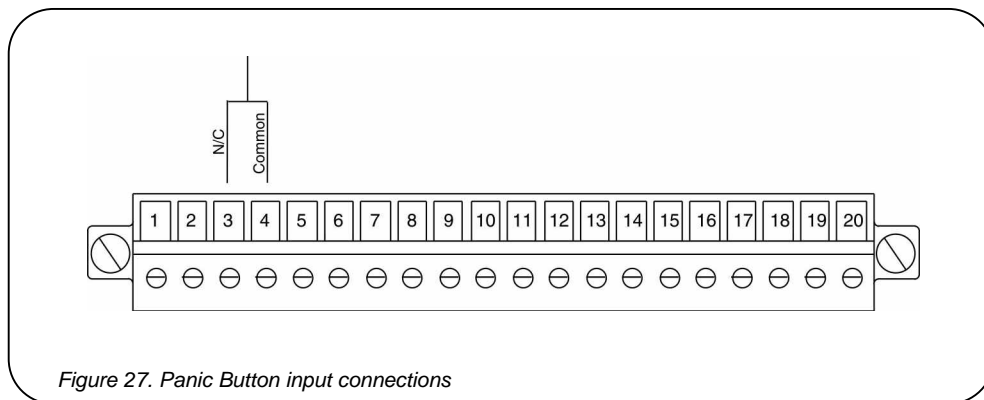 N/C
Common
1 2 3 4 5 6 7 8 9 10 11 12 13 14 15 16 17 18 19 20
Figure 27. Panic Button input connections